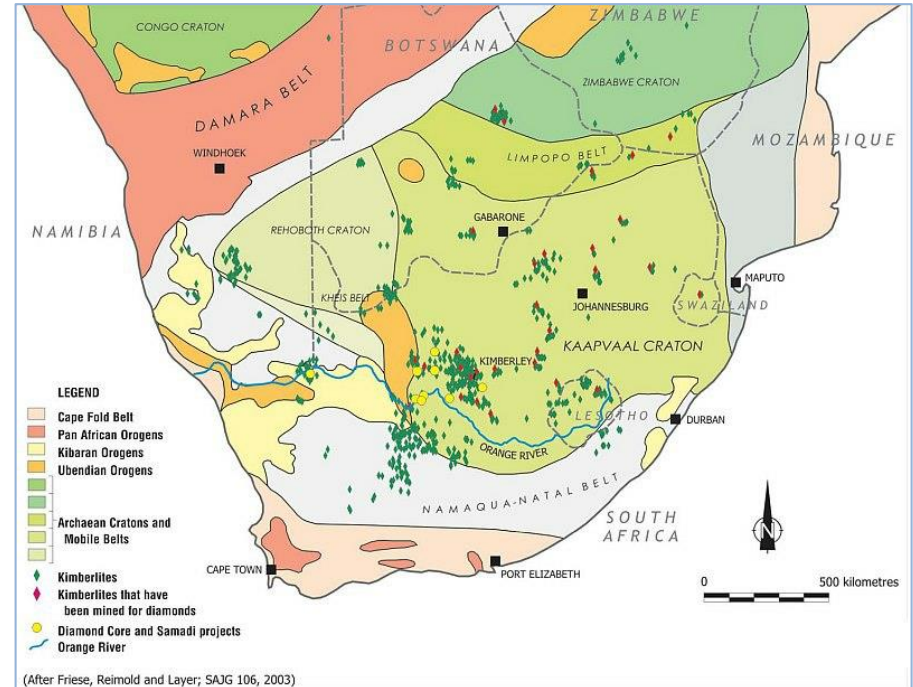 CONGO CRATON
ZIMBABWE
BOTSWANA
ZIMBABWE CRATON
DAMARA BELT
MOZAMBIQUE
WINDHOEK
LIMPOPO BELT
GABARONE
NAMIBIA
REHOBOTH CRATON
MAPUTO
KHEIS BELT
JOHANNESBURG
SWAZILAND
KIMBERLEY
KAAPVAAL CRATON
LESOTHO
DURBAN
ORANGE RIVER
NAMAQUA-NATAL BELT
SOUTH
AFRICA
CAPE TOWN
PORT ELIZABETH
N
0 500 kilometres
LEGEND
Cape Fold Belt
Pan African Orogens
Kibaran Orogens
Ubendian Orogens
Archaean Cratons and
Mobile Belts
Kimberlites
Kimberlites that have
been mined for diamonds
Diamond Core and Samadi projects
Orange River
(After Friese, Reimold and Layer; SAJG 106, 2003)